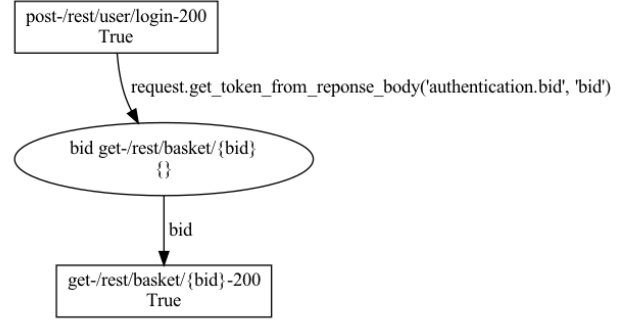 post-/rest/user/login-200
True
request.get_token_from_reponse_body('authentication.bid', 'bid')
bid get-/rest/basket/{bid}
{}
bid
get-/rest/basket/{bid}-200
True